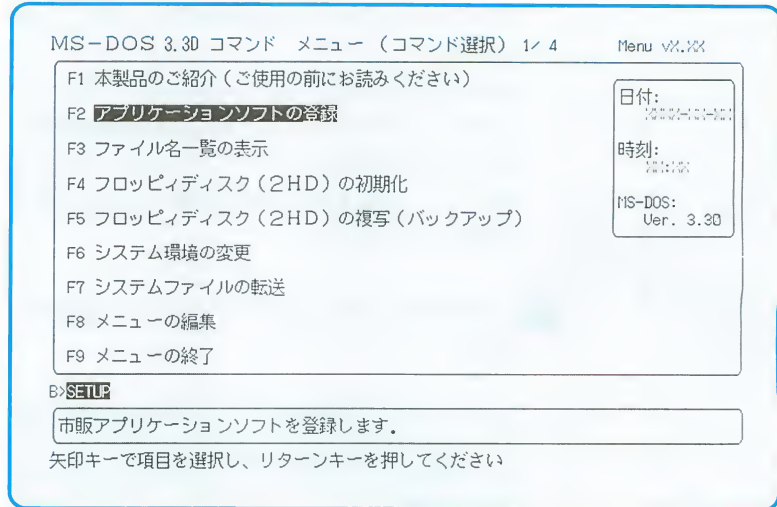 MS-DOS 3.3D コマンド メニュー (コマンド選択) 1/ 4 Menu vX.XX
F1 本製品のご紹介(ご使用の前にお読みください)
F2 アプリケーションソフトの登録
F3 ファイル名一覧の表示
F4 フロッピィディスク(2HD)の初期化
F5 フロッピィディスク(2HD)の複写(バックアップ)
F6 システム環境の変更
F7 システムファイルの転送
F8 メニューの編集
F9 メニューの終了
日付:
XXXX-XX-XX
時刻:
XX:XX
MS-DOS:
Ver. 3.30
B>SETUP
市販アプリケーションソフトを登録します.
矢印キーで項目を選択し、リターンキーを押してください